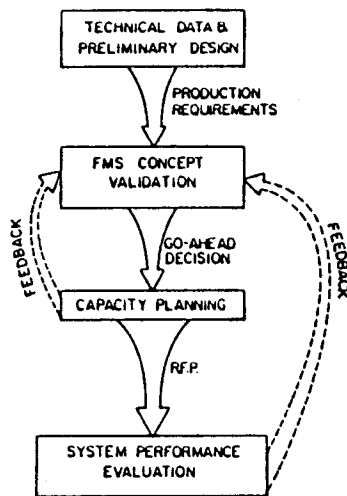 TECHNICAL DATA &
PRELIMINARY DESIGN
PRODUCTION
REQUIREMENTS
FMS CONCEPT
VALIDATION
FEEDBACK
GO-AHEAD
DECISION
FEEDBACK
CAPACITY PLANNING
R.F.P.
SYSTEM PERFORMANCE
EVALUATION